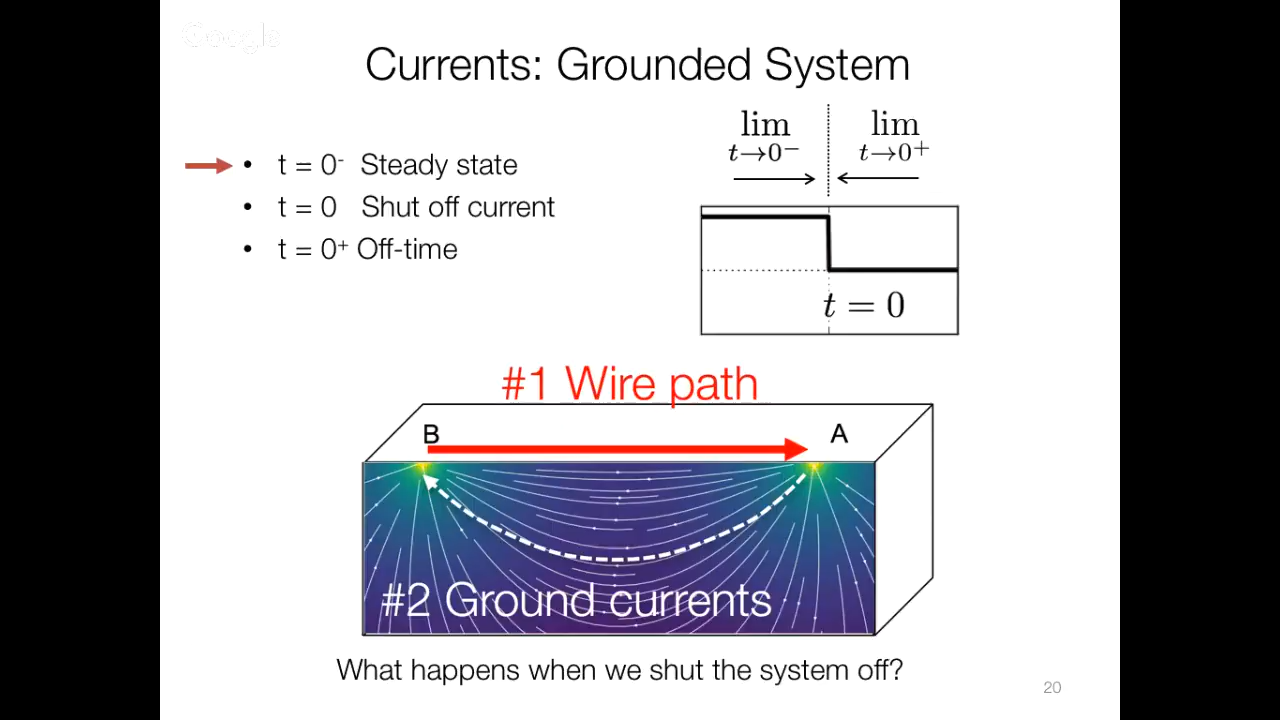 Google
Currents: Grounded System
• t = 0⁻ Steady state
• t = 0 Shut off current
• t = 0⁺ Off-time
lim t→0⁻
lim t→0⁺
t = 0
#1 Wire path
B
A
#2 Ground currents
What happens when we shut the system off?
20